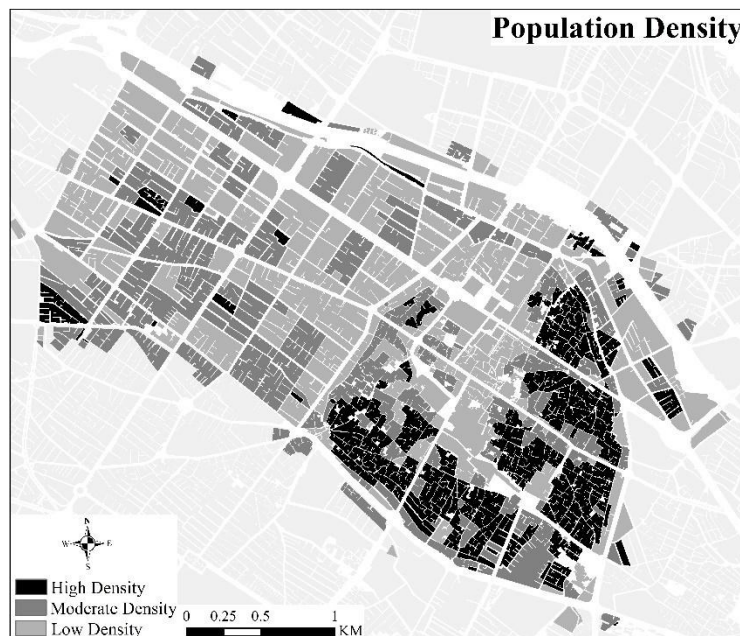 Population Density
N
W E
S
High Density
Moderate Density
Low Density
0 0.25 0.5 1
KM